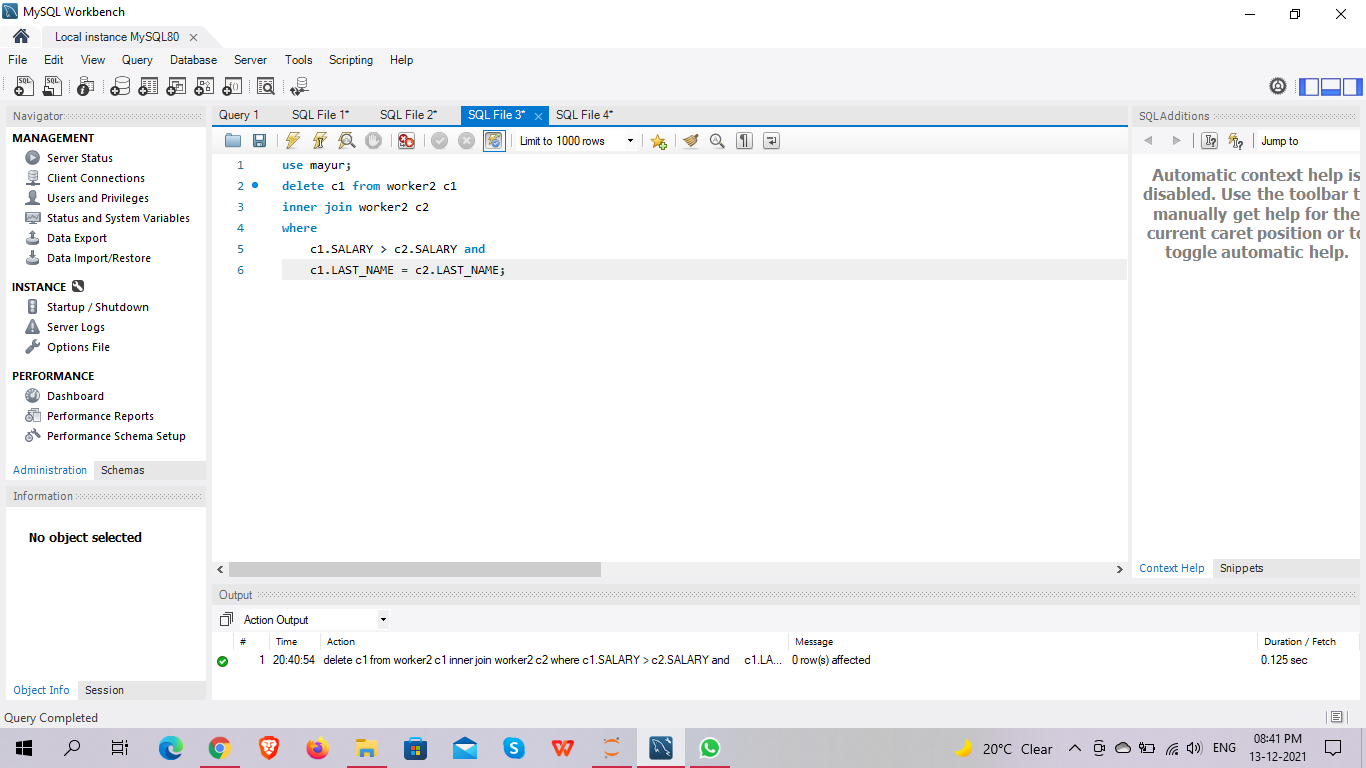 MySQL Workbench
Local instance MySQL80
File Edit View Query Database Server Tools Scripting Help
Navigator
MANAGEMENT
Server Status
Client Connections
Users and Privileges
Status and System Variables
Data Export
Data Import/Restore
INSTANCE
Startup / Shutdown
Server Logs
Options File
PERFORMANCE
Dashboard
Performance Reports
Performance Schema Setup
Administration Schemas
Information
No object selected
Object Info Session
Query 1 SQL File 1* SQL File 2* SQL File 3* SQL File 4*
Limit to 1000 rows
1 use mayur;
2 delete c1 from worker2 c1
3 inner join worker2 c2
4 where
5 c1.SALARY > c2.SALARY and
6 c1.LAST_NAME = c2.LAST_NAME;
SQLAdditions
Jump to
Automatic context help is
disabled. Use the toolbar t
manually get help for the
current caret position or to
toggle automatic help.
Context Help Snippets
Output
Action Output
# Time Action Message Duration / Fetch
1 20:40:54 delete c1 from worker2 c1 inner join worker2 c2 where c1.SALARY > c2.SALARY and c1.LA... 0 row(s) affected 0.125 sec
Query Completed
20°C Clear ENG 08:41 PM
13-12-2021